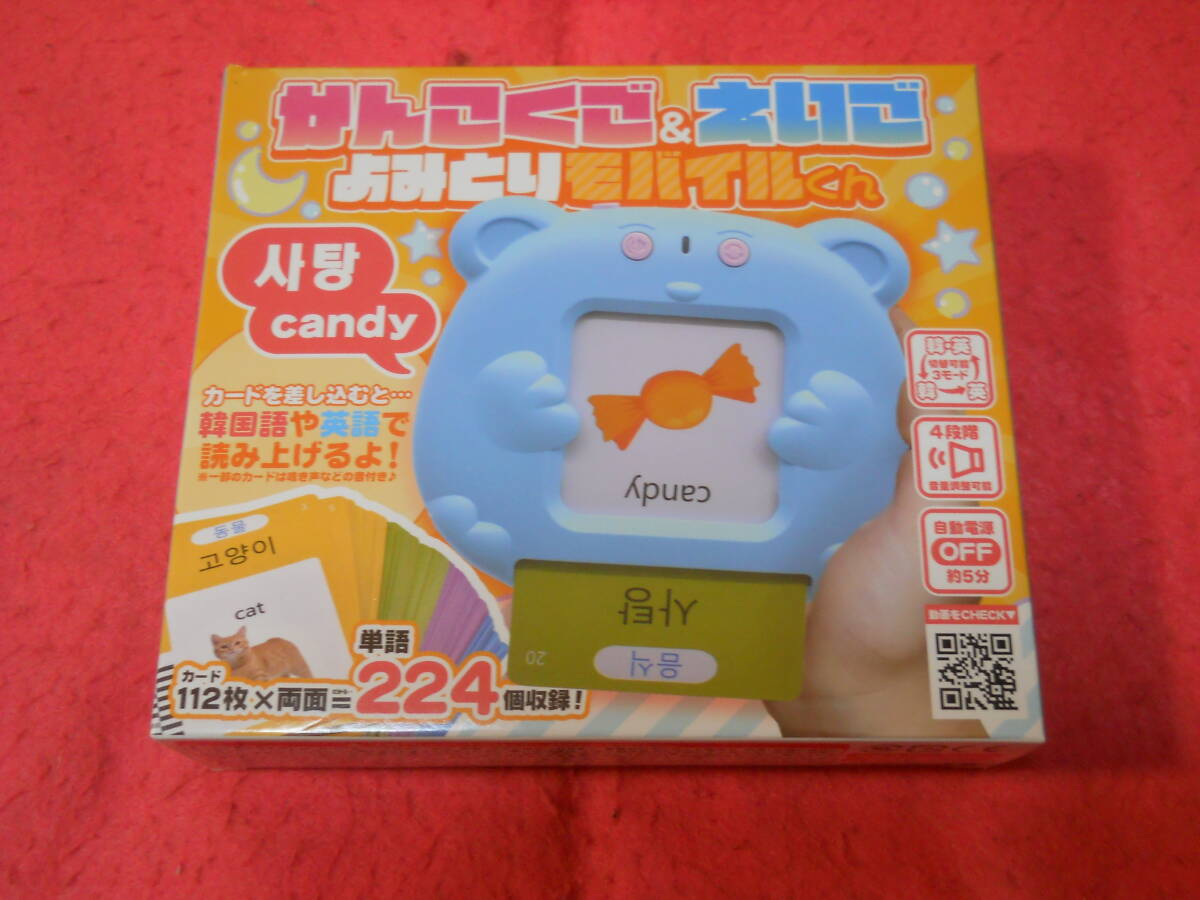 かんこくご&えいご
よみとりモバイルくん
사탕
candy
カードを差し込むと…
韓国語や英語で
読み上げるよ!
※一部のカードは鳴き声などの音付き♪
동물
고양이
cat
カード
112枚×両面=
単語
224
個収録!
candy
사탕
음식
20
韓・英
切替可能
3モード
韓→英
4段階
音量調整可能
自動電源
OFF
約5分
動画をCHECK▼